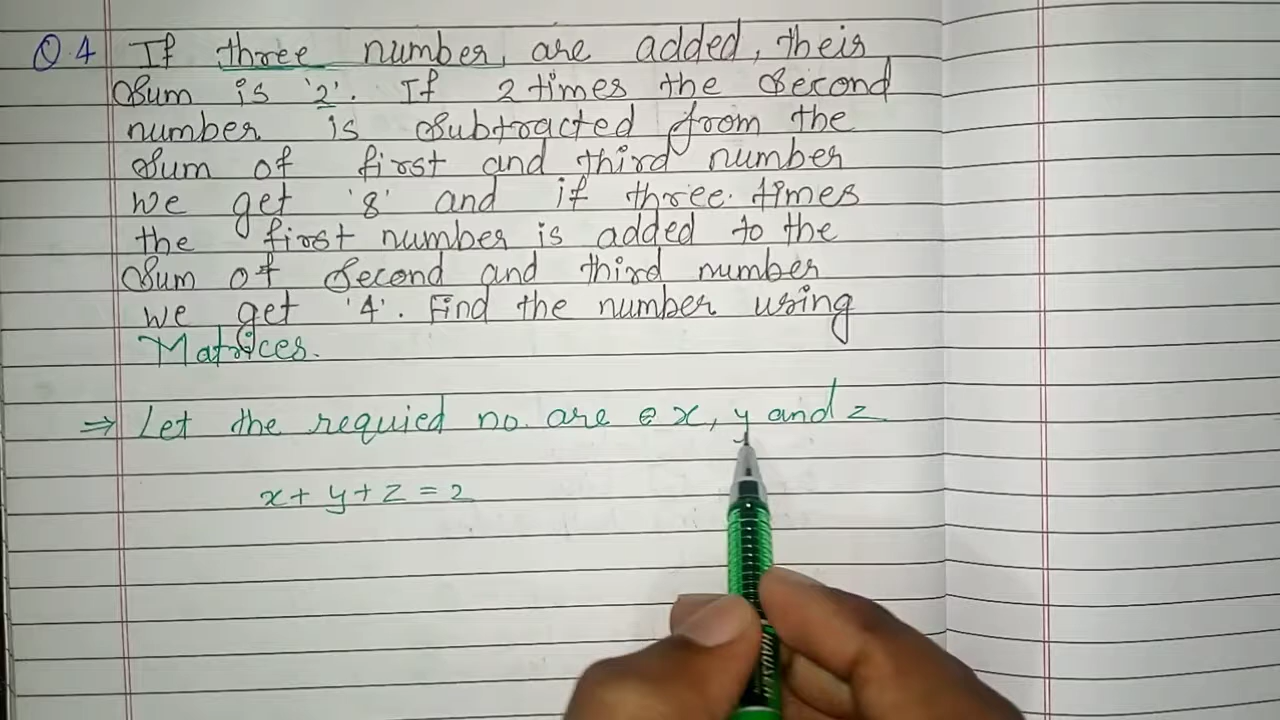 Q.4 If three number, are added, theis
Sum is '2'. If 2 times the Second
number is Subtracted from the
Sum of first and third number
we get '8' and if three times
the first number is added to the
Sum of Second and third number
we get '4'. Find the number using
Matrices.
⇒ Let the requied no. are x, y and z
x + y + z = 2
HAUSER